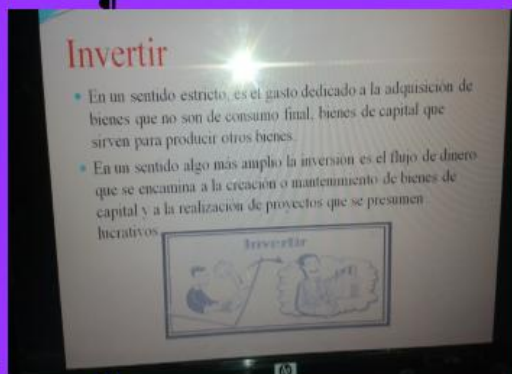 Invertir
• En un sentido estricto, es el gasto dedicado a la adquisición de
bienes que no son de consumo final, bienes de capital que
sirven para producir otros bienes.
• En un sentido algo más amplio la inversión es el flujo de dinero
que se encamina a la creación o mantenimiento de bienes de
capital y a la realización de proyectos que se presumen
lucrativos
Invertir
hp